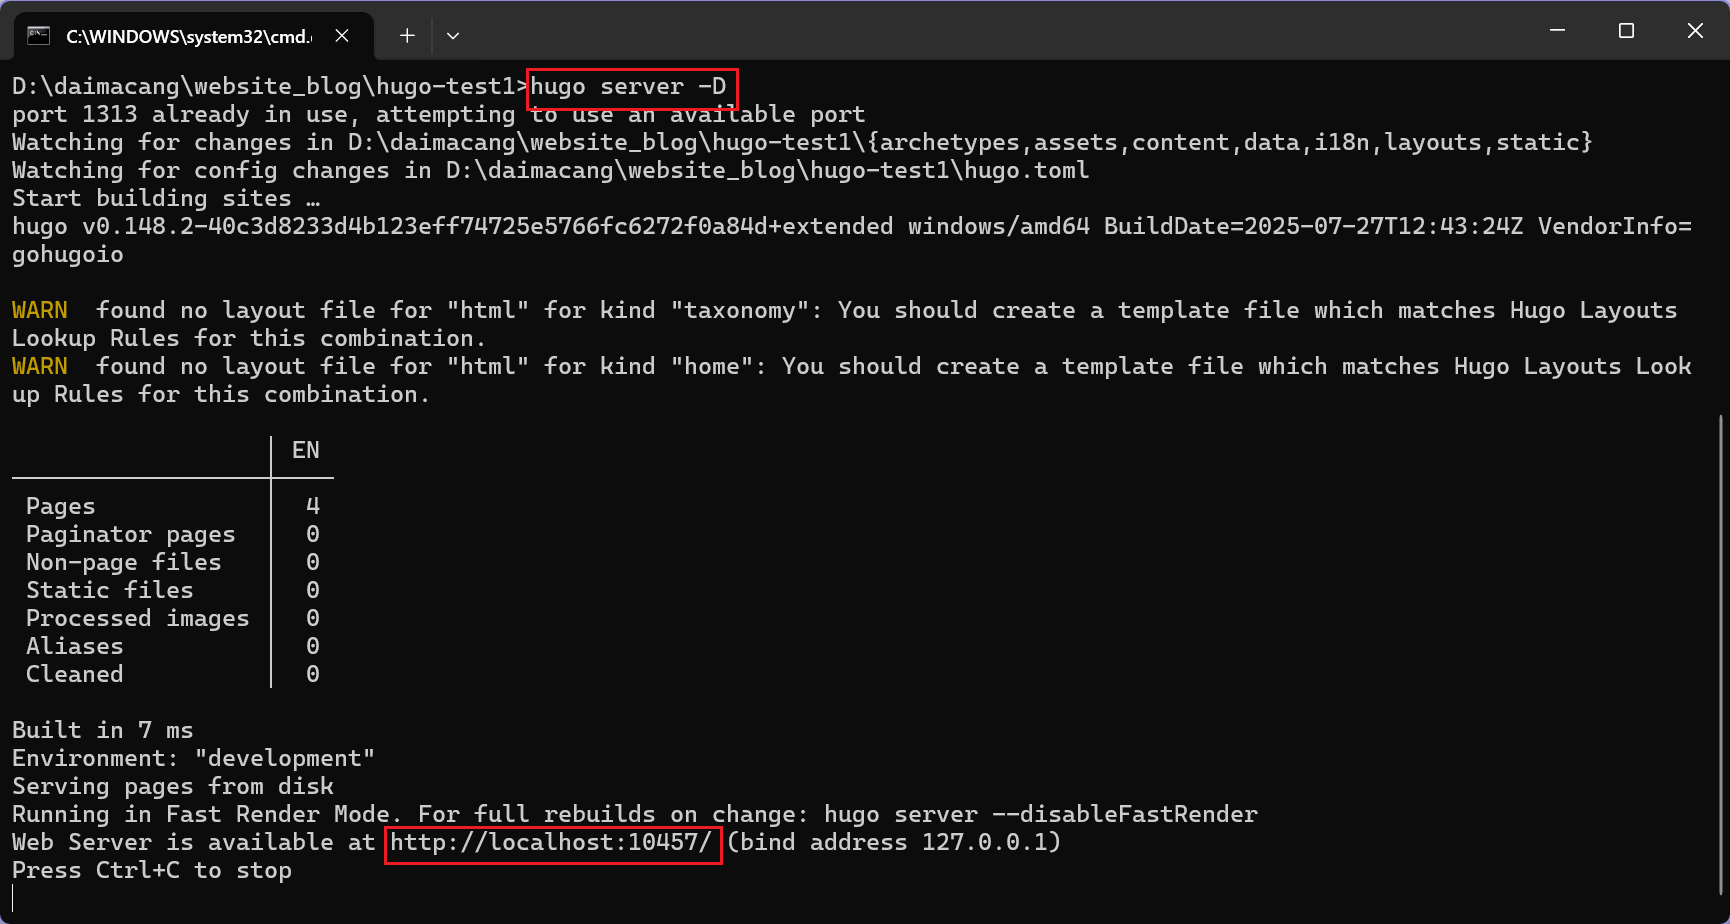 C:\WINDOWS\system32\cmd.
D:\daimacang\website_blog\hugo-test1>hugo server -D
port 1313 already in use, attempting to use an available port
Watching for changes in D:\daimacang\website_blog\hugo-test1\{archetypes,assets,content,data,i18n,layouts,static}
Watching for config changes in D:\daimacang\website_blog\hugo-test1\hugo.toml
Start building sites …
hugo v0.148.2-40c3d8233d4b123eff74725e5766fc6272f0a84d+extended windows/amd64 BuildDate=2025-07-27T12:43:24Z VendorInfo=
gohugoio
WARN  found no layout file for "html" for kind "taxonomy": You should create a template file which matches Hugo Layouts
Lookup Rules for this combination.
WARN  found no layout file for "html" for kind "home": You should create a template file which matches Hugo Layouts Look
up Rules for this combination.
EN
Pages 4
Paginator pages 0
Non-page files 0
Static files 0
Processed images 0
Aliases 0
Cleaned 0
Built in 7 ms
Environment: "development"
Serving pages from disk
Running in Fast Render Mode. For full rebuilds on change: hugo server --disableFastRender
Web Server is available at http://localhost:10457/ (bind address 127.0.0.1)
Press Ctrl+C to stop